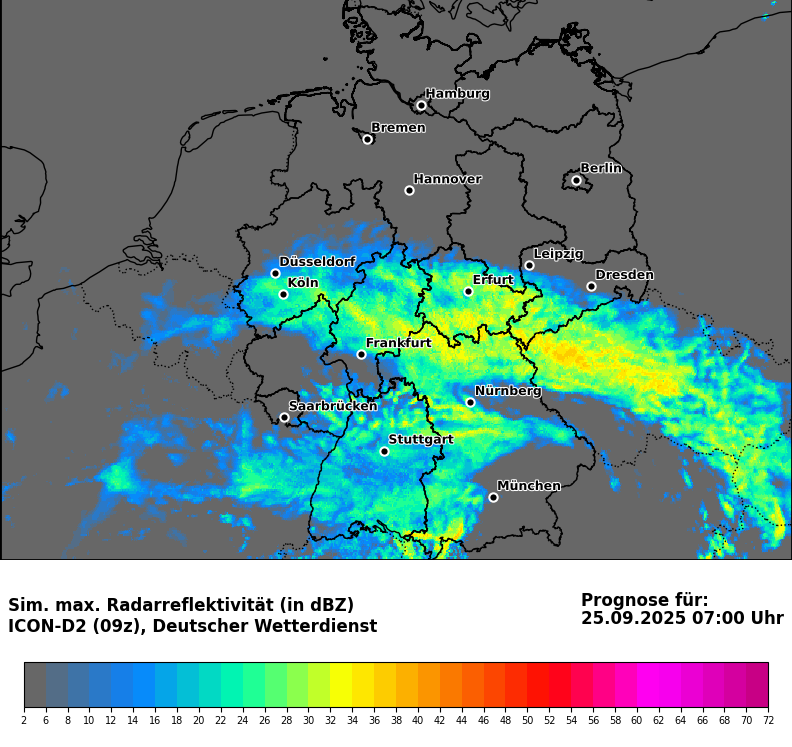 Hamburg
Bremen
Berlin
Hannover
Leipzig
Düsseldorf
Dresden
Köln
Erfurt
Frankfurt
Nürnberg
Saarbrücken
Stuttgart
München
Sim. max. Radarreflektivität (in dBZ)
ICON-D2 (09z), Deutscher Wetterdienst
Prognose für:
25.09.2025 07:00 Uhr
2 6 8 10 12 14 16 18 20 22 24 26 28 30 32 34 36 38 40 42 44 46 48 50 52 54 56 58 60 62 64 66 68 70 72